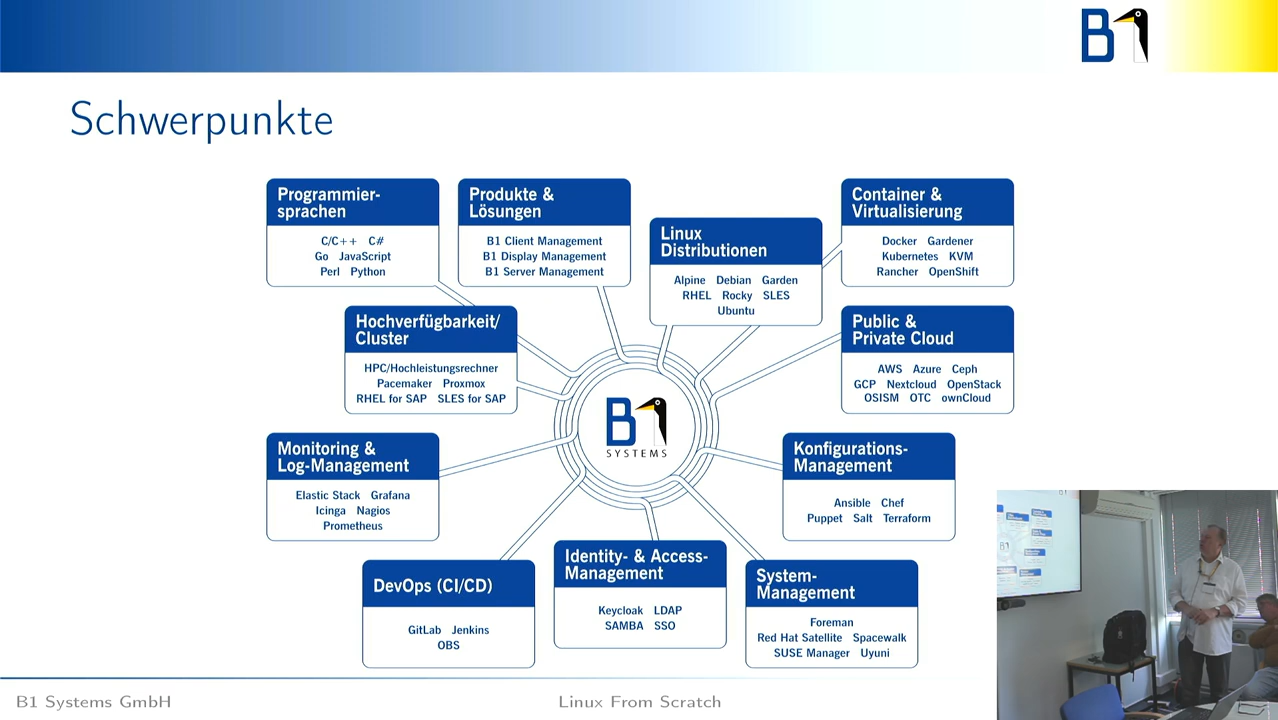 B1
Schwerpunkte
Programmier-
sprachen
C/C++ C#
Go JavaScript
Perl Python
Produkte &
Lösungen
B1 Client Management
B1 Display Management
B1 Server Management
Linux
Distributionen
Alpine Debian Garden
RHEL Rocky SLES
Ubuntu
Container &
Virtualisierung
Docker Gardener
Kubernetes KVM
Rancher OpenShift
Hochverfügbarkeit/
Cluster
HPC/Hochleistungsrechner
Pacemaker Proxmox
RHEL for SAP SLES for SAP
Public &
Private Cloud
AWS Azure Ceph
GCP Nextcloud OpenStack
OSISM OTC ownCloud
B1
SYSTEMS
Monitoring &
Log-Management
Elastic Stack Grafana
Icinga Nagios
Prometheus
Konfigurations-
Management
Ansible Chef
Puppet Salt Terraform
DevOps (CI/CD)
GitLab Jenkins
OBS
Identity- & Access-
Management
Keycloak LDAP
SAMBA SSO
System-
Management
Foreman
Red Hat Satellite Spacewalk
SUSE Manager Uyuni
B1 Systems GmbH
Linux From Scratch